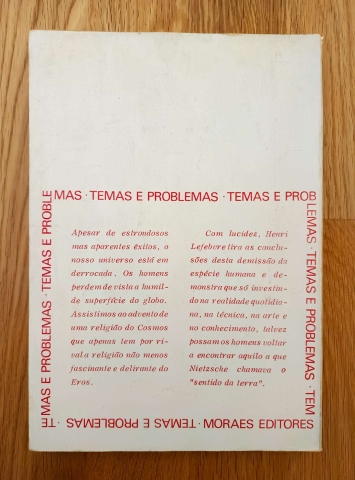 MAS · TEMAS E PROBLEMAS · TEMAS E PROB
LEMAS · TEMAS E PROBLEMAS · TEM
TE
IMAS E PROBLEMAS · TEMAS E PROBLE
Apesar de estrondosos
mas aparentes êxitos, o
nosso universo está em
derrocada. Os homens
perdem de vista a humil-
de superfície do globo.
Assistimos ao advento de
uma religião do Cosmos
que apenas tem por ri-
val a religião não menos
fascinante e delirante do
Eros.
Com lucidez, Henri
Lefebvre tira as conclu-
sões desta demissão da
espécie humana e de-
monstra que só investin-
do na realidade quotidia-
na, na técnica, na arte e
no conhecimento, talvez
possam os homens voltar
a encontrar aquilo a que
Nietzsche chamava o
"sentido da terra".
· TEMAS E PROBLEMAS
· MORAES EDITORES